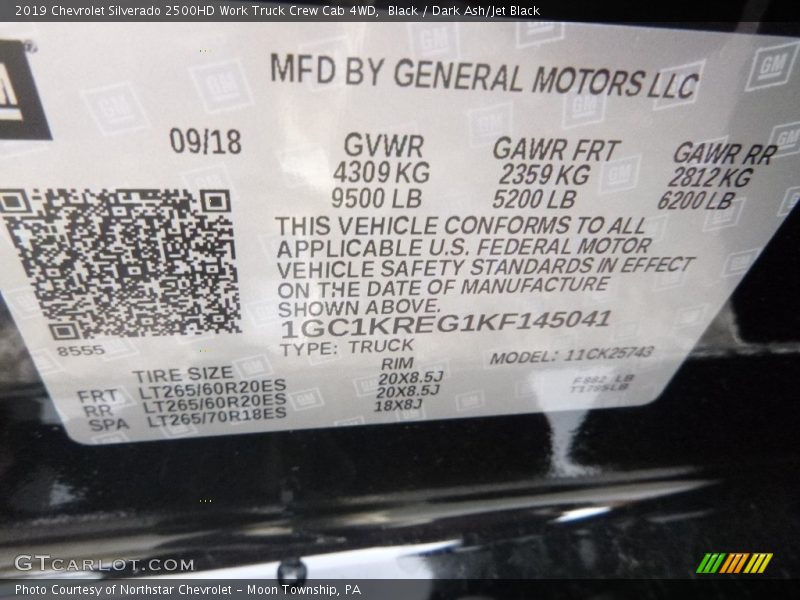 2019 Chevrolet Silverado 2500HD Work Truck Crew Cab 4WD,  Black / Dark Ash/Jet Black
MFD BY GENERAL MOTORS LLC
09/18
GVWR GAWR FRT GAWR RR
4309 KG 2359 KG 2812 KG
9500 LB 5200 LB 6200 LB
THIS VEHICLE CONFORMS TO ALL
APPLICABLE U.S. FEDERAL MOTOR
VEHICLE SAFETY STANDARDS IN EFFECT
ON THE DATE OF MANUFACTURE
SHOWN ABOVE.
1GC1KREG1KF145041
8555 TYPE: TRUCK MODEL: 11CK25743
TIRE SIZE RIM
FRT LT265/60R20ES 20X8.5J
RR LT265/60R20ES 20X8.5J
SPA LT265/70R18ES 18X8J
GTCARLOT.COM
Photo Courtesy of Northstar Chevrolet - Moon Township, PA